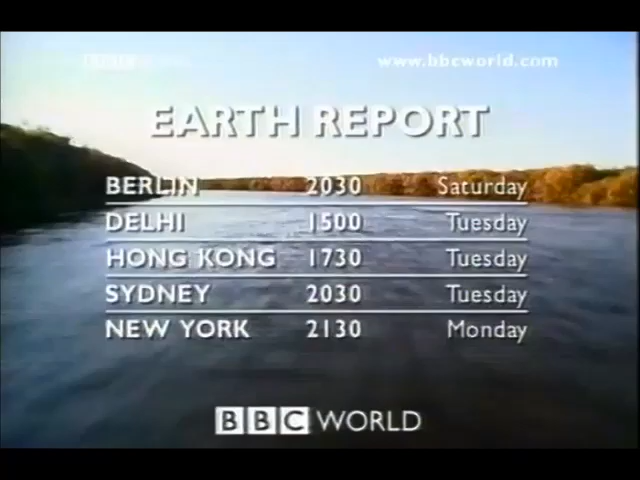 www.bbcworld.com
EARTH REPORT
BERLIN 2030 Saturday
DELHI 1500 Tuesday
HONG KONG 1730 Tuesday
SYDNEY 2030 Tuesday
NEW YORK 2130 Monday
BBC WORLD